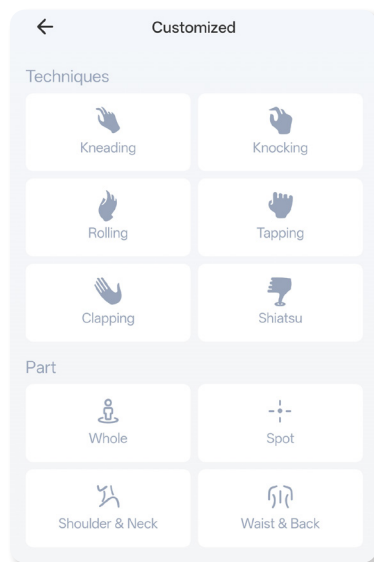 Customized
Techniques
Kneading
Knocking
Rolling
Tapping
Clapping
Shiatsu
Part
Whole
Spot
Shoulder & Neck
Waist & Back